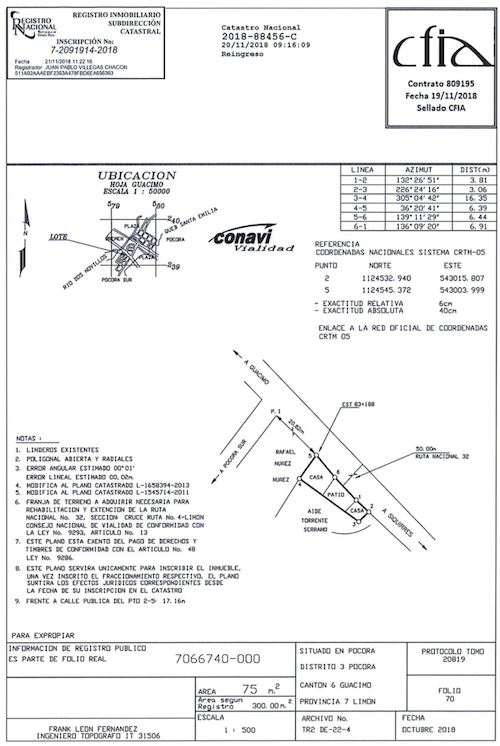 REGISTRO
NACIONAL
REGISTRO INMOBILIARIO
SUBDIRECCIÓN
CATASTRAL
INSCRIPCIÓN No:
7-2091914-2018
Fecha 21/11/2018 11:22:16
Registrador: JUAN PABLO VILLEGAS CHACON
Catastro Nacional
2018-88456-C
20/11/2018 09:16:09
Reingreso
cfia
Contrato 809195
Fecha 19/11/2018
Sellado CFIA
UBICACION
HOJA GUACIMO
ESCALA 1 : 50000
579
580
240
239
QUEB SANTA EMILIA
PLAZA
LOTE
POCORA
PLAZA
RIO DOS NOVILLOS
POCORA SUR
conavi
Vialidad
LINEA AZIMUT DIST(m)
1-2 132° 26' 51" 3.81
2-3 226° 24' 16" 3.06
3-4 305° 04' 42" 16.35
4-5 36° 20' 41" 6.39
5-6 139° 11' 29" 6.44
6-1 136° 09' 20" 6.91
REFERENCIA
COORDENADAS NACIONALES SISTEMA CRTM-05
PUNTO NORTE ESTE
2 1124532. 940 543015. 807
5 1124545. 372 543003. 999
- EXACTITUD RELATIVA 6cm
- EXACTITUD ABSOLUTA 40cm
ENLACE A LA RED OFICIAL DE COORDENADAS
CRTM 05
A GUACIMO
EST 83+188
P. 1
20.82m
A POCORA SUR
50.00m
RUTA NACIONAL 32
RAFAEL
NUÑEZ
NUÑEZ
5
CASA
6
4
PATIO
1
CASA
2
3
AIDE
TORRENTE
SERRANO
A SIQUIRRES
NOTAS :
1. LINDEROS EXISTENTES
2. POLIGONAL ABIERTA Y RADIALES
3. ERROR ANGULAR ESTIMADO 00°01'
ERROR LINEAL ESTIMADO 00,02m.
4. MODIFICA AL PLANO CATASTRADO L-1658394-2013
5. MODIFICA AL PLANO CATASTRADO L-1545714-2011
6. FRANJA DE TERRENO A ADQUIRIR NECESARIA PARA
REHABILITACION Y EXTENCION DE LA RUTA
NACIONAL No. 32, SECCION: CRUCE RUTA No.4-LIMON
CONSEJO NACIONAL DE VIALIDAD DE CONFORMIDAD CON
LA LEY No. 9293, ARTICULO No. 13
7. ESTE PLANO ESTA EXENTO DEL PAGO DE DERECHOS Y
TIMBRES DE CONFORMIDAD CON EL ARTICULO No. 48
LEY No. 9286.
8. ESTE PLANO SERVIRA UNICAMENTE PARA INSCRIBIR EL INMUEBLE,
UNA VEZ INSCRITO EL FRACCIONAMIENTO RESPECTIVO, EL PLANO
SURTIRA LOS EFECTOS JURIDICOS CORRESPONDIENTES DESDE
LA FECHA DE SU INSCRIPCION EN EL CATASTRO
9. FRENTE A CALLE PUBLICA DEL PTO 2-5: 17.16m
PARA EXPROPIAR
INFORMACION DE REGISTRO PUBLICO
ES PARTE DE FOLIO REAL 7066740-000
SITUADO EN POCORA
DISTRITO 3 POCORA
CANTON 6 GUACIMO
PROVINCIA 7 LIMON
PROTOCOLO TOMO
20819
FOLIO
70
AREA 75 m.²
Area segun
Registro 300.00 m.²
ESCALA
1 : 500
ARCHIVO No.
TR2 DE-22-4
FECHA
OCTUBRE 2018
FRANK LEON FERNANDEZ
INGENIERO TOPOGRAFO IT 31506